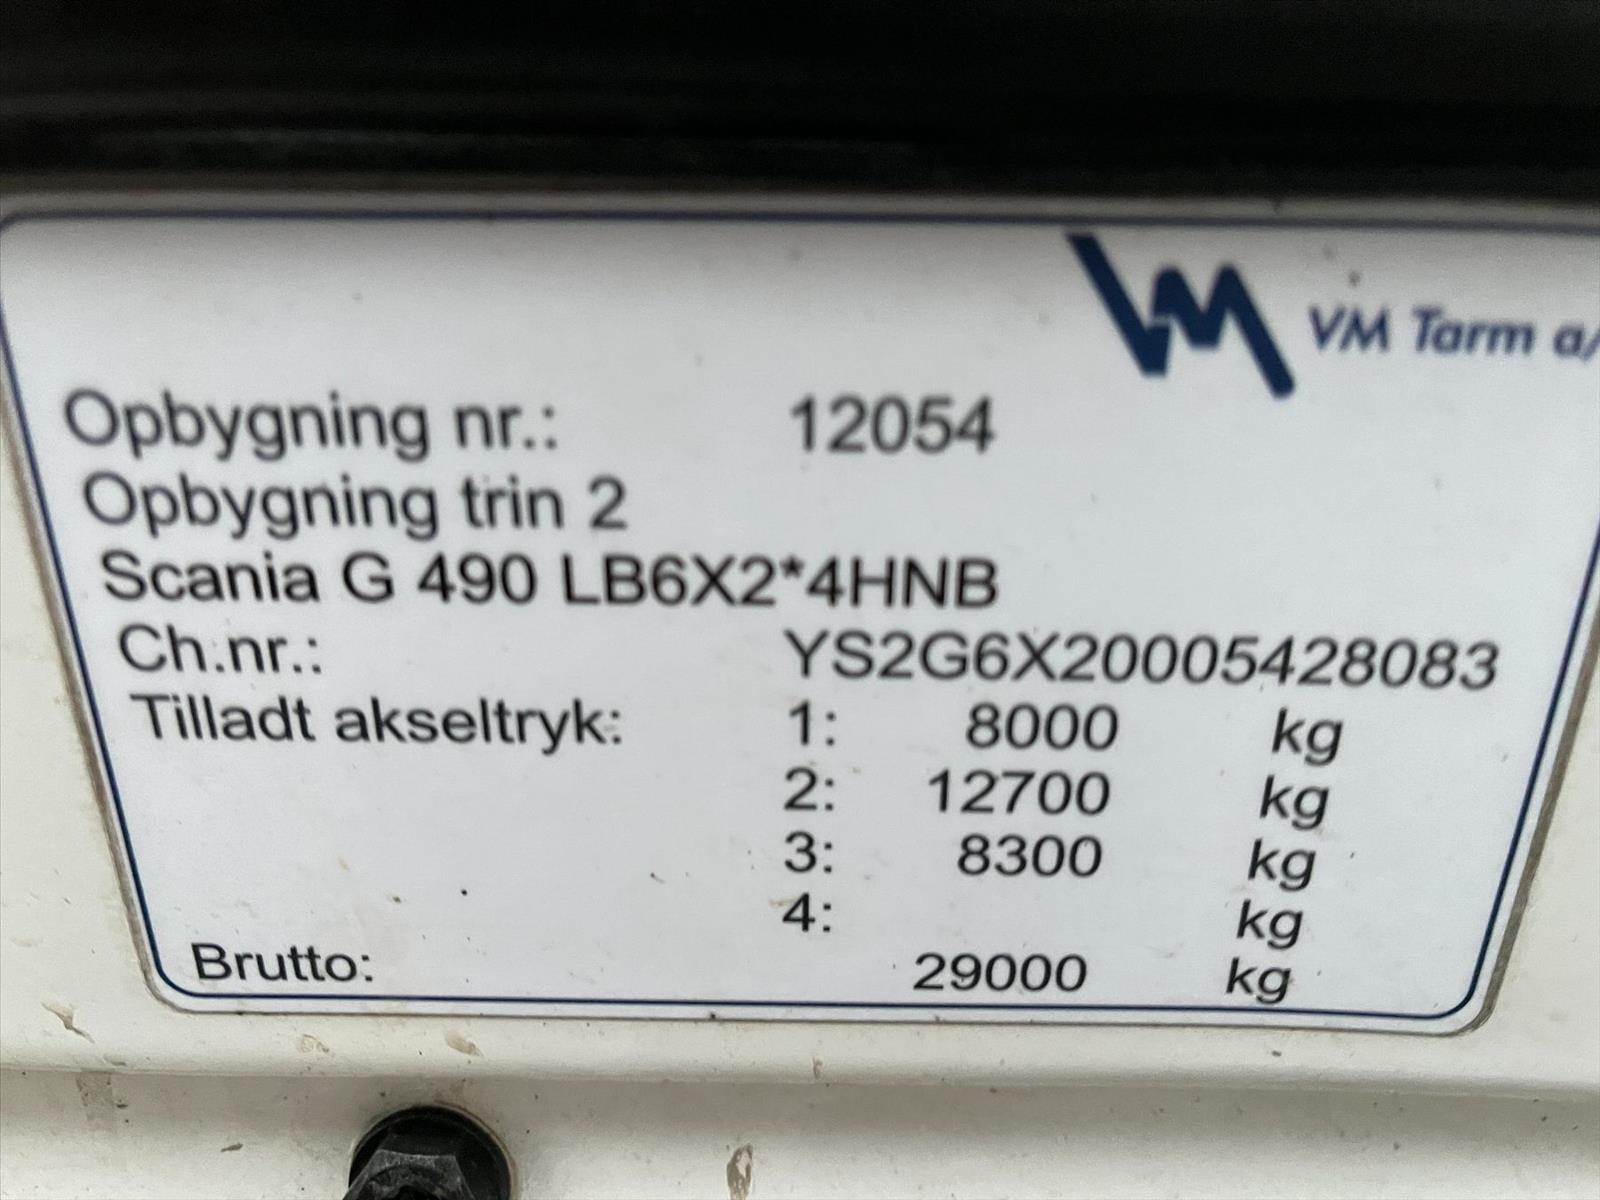 VM Tarm a/
Opbygning nr.: 12054
Opbygning trin 2
Scania G 490 LB6X2*4HNB
Ch.nr.: YS2G6X20005428083
Tilladt akseltryk: 1: 8000 kg
2: 12700 kg
3: 8300 kg
4: kg
Brutto: 29000 kg